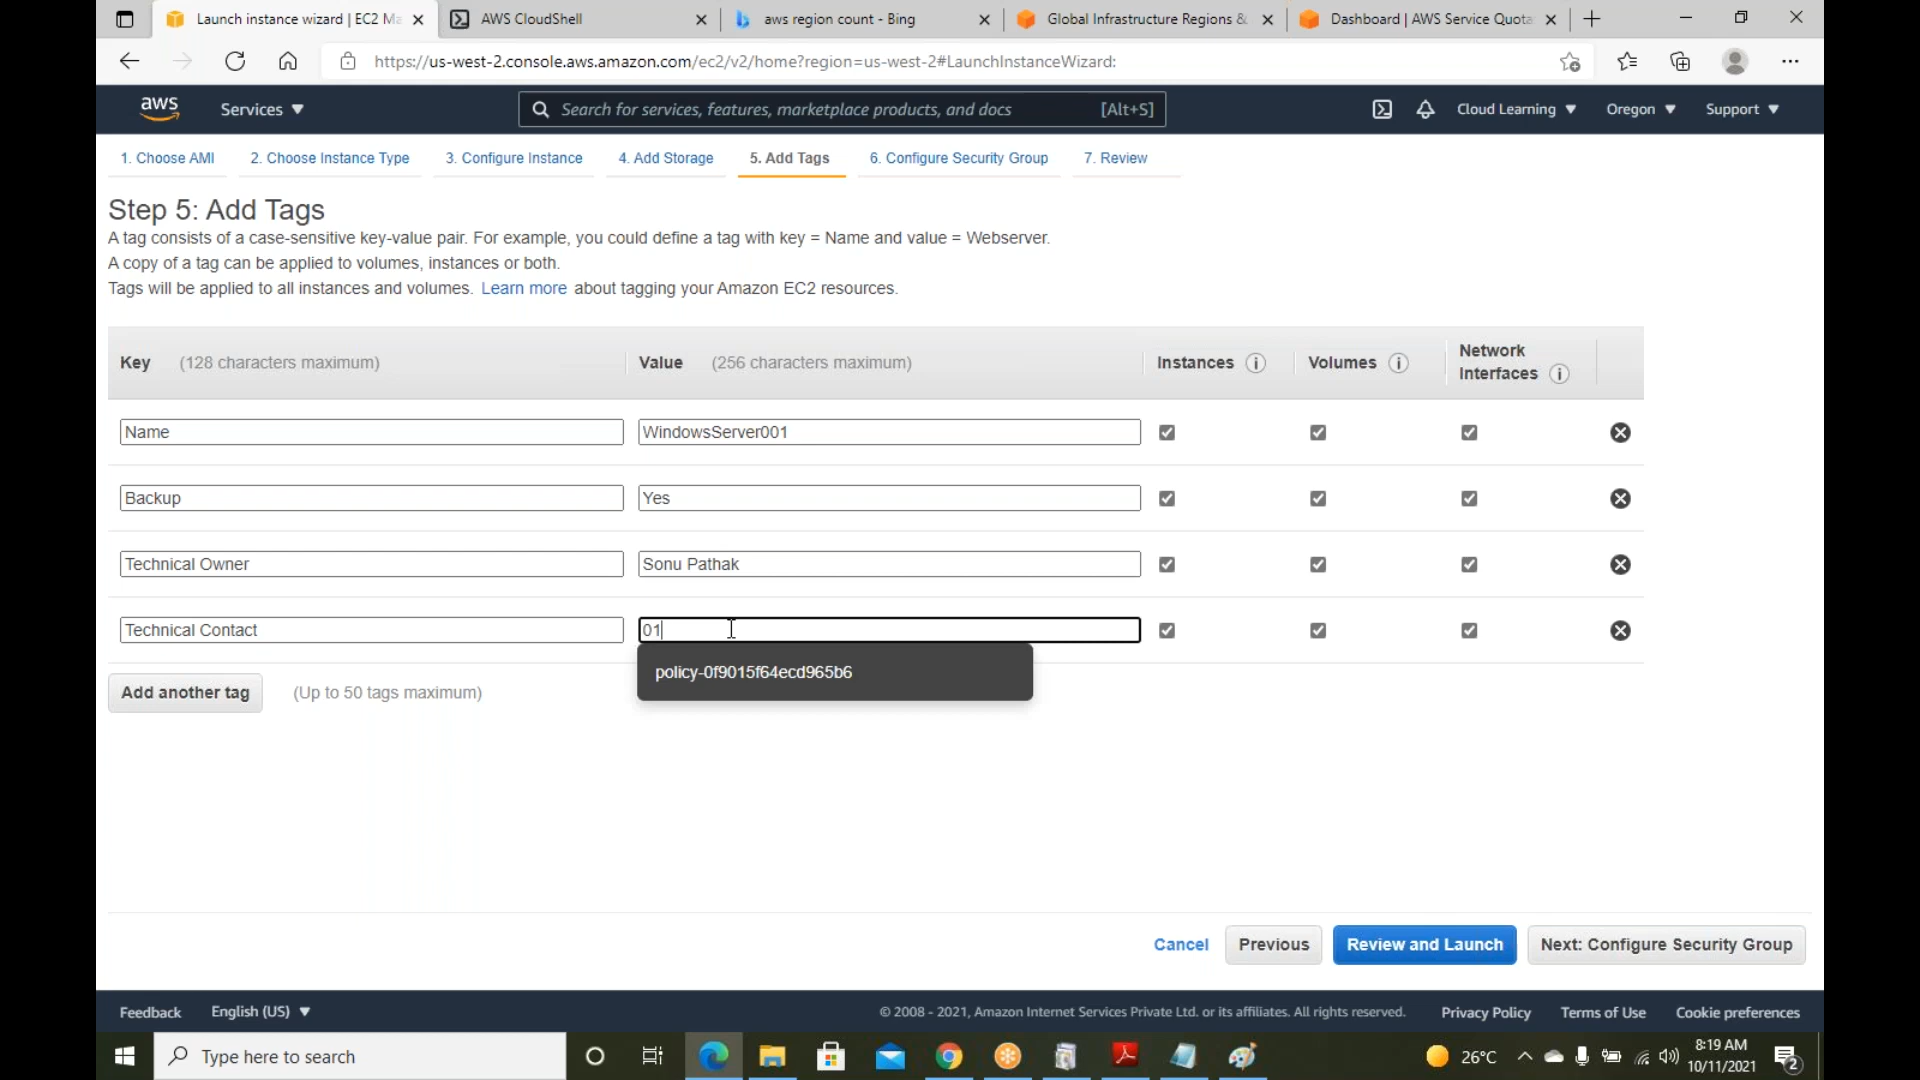 Launch instance wizard | EC2 Ma
AWS CloudShell
aws region count - Bing
Global Infrastructure Regions &
Dashboard | AWS Service Quota
https://us-west-2.console.aws.amazon.com/ec2/v2/home?region=us-west-2#LaunchInstanceWizard:
aws
Services
Search for services, features, marketplace products, and docs
[Alt+S]
Cloud Learning
Oregon
Support
1. Choose AMI
2. Choose Instance Type
3. Configure Instance
4. Add Storage
5. Add Tags
6. Configure Security Group
7. Review
Step 5: Add Tags
A tag consists of a case-sensitive key-value pair. For example, you could define a tag with key = Name and value = Webserver.
A copy of a tag can be applied to volumes, instances or both.
Tags will be applied to all instances and volumes. Learn more about tagging your Amazon EC2 resources.
Key (128 characters maximum)
Value (256 characters maximum)
Instances
Volumes
Network
Interfaces
Name
WindowsServer001
Backup
Yes
Technical Owner
Sonu Pathak
Technical Contact
01
policy-0f9015f64ecd965b6
Add another tag
(Up to 50 tags maximum)
Cancel
Previous
Review and Launch
Next: Configure Security Group
Feedback
English (US)
© 2008 - 2021, Amazon Internet Services Private Ltd. or its affiliates. All rights reserved.
Privacy Policy
Terms of Use
Cookie preferences
Type here to search
26°C
8:19 AM
10/11/2021
2